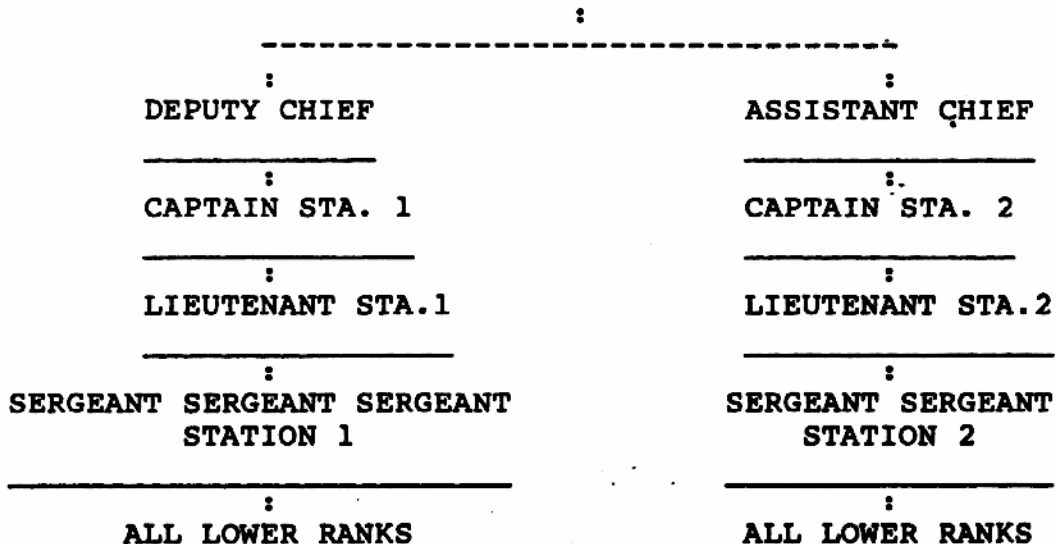 :
--------------------------------
: :
DEPUTY CHIEF ASSISTANT CHIEF
: :
CAPTAIN STA. 1 CAPTAIN STA. 2
: :
LIEUTENANT STA.1 LIEUTENANT STA.2
: :
SERGEANT SERGEANT SERGEANT SERGEANT SERGEANT
STATION 1 STATION 2
: :
ALL LOWER RANKS ALL LOWER RANKS